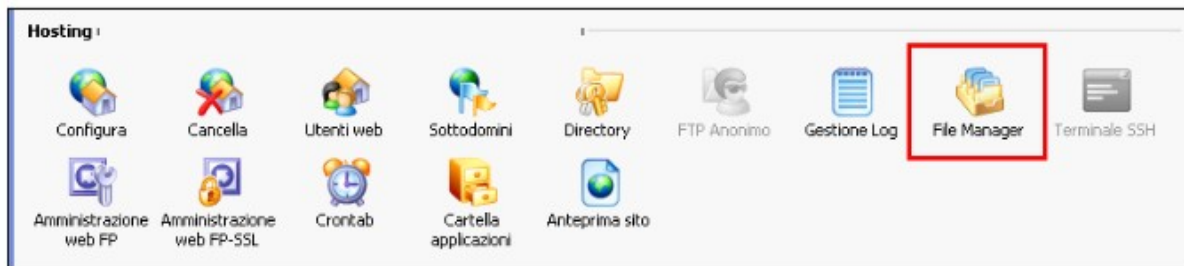 Hosting
Configura
Cancella
Utenti web
Sottodomini
Directory
FTP Anonimo
Gestione Log
File Manager
Terminale SSH
Amministrazione
web FP
Amministrazione
web FP-SSL
Crontab
Cartella
applicazioni
Anteprima sito